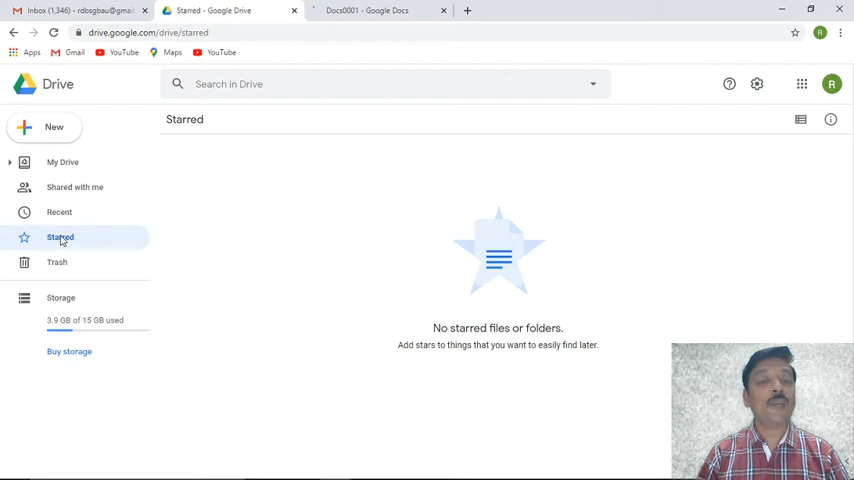 Inbox (1,346) - rdbsgbau@gmail.
Starred - Google Drive
Docs0001 - Google Docs
drive.google.com/drive/starred
Apps
Gmail
YouTube
Maps
YouTube
Drive
Search in Drive
R
New
Starred
My Drive
Shared with me
Recent
Starred
Trash
Storage
3.9 GB of 15 GB used
Buy storage
No starred files or folders.
Add stars to things that you want to easily find later.